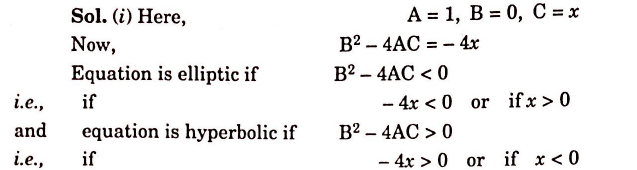 Sol. (i) Here, A = 1, B = 0, C = x
Now, B² – 4AC = – 4x
Equation is elliptic if B² – 4AC < 0
i.e., if – 4x < 0 or if x > 0
and equation is hyperbolic if B² – 4AC > 0
i.e., if – 4x > 0 or if x < 0